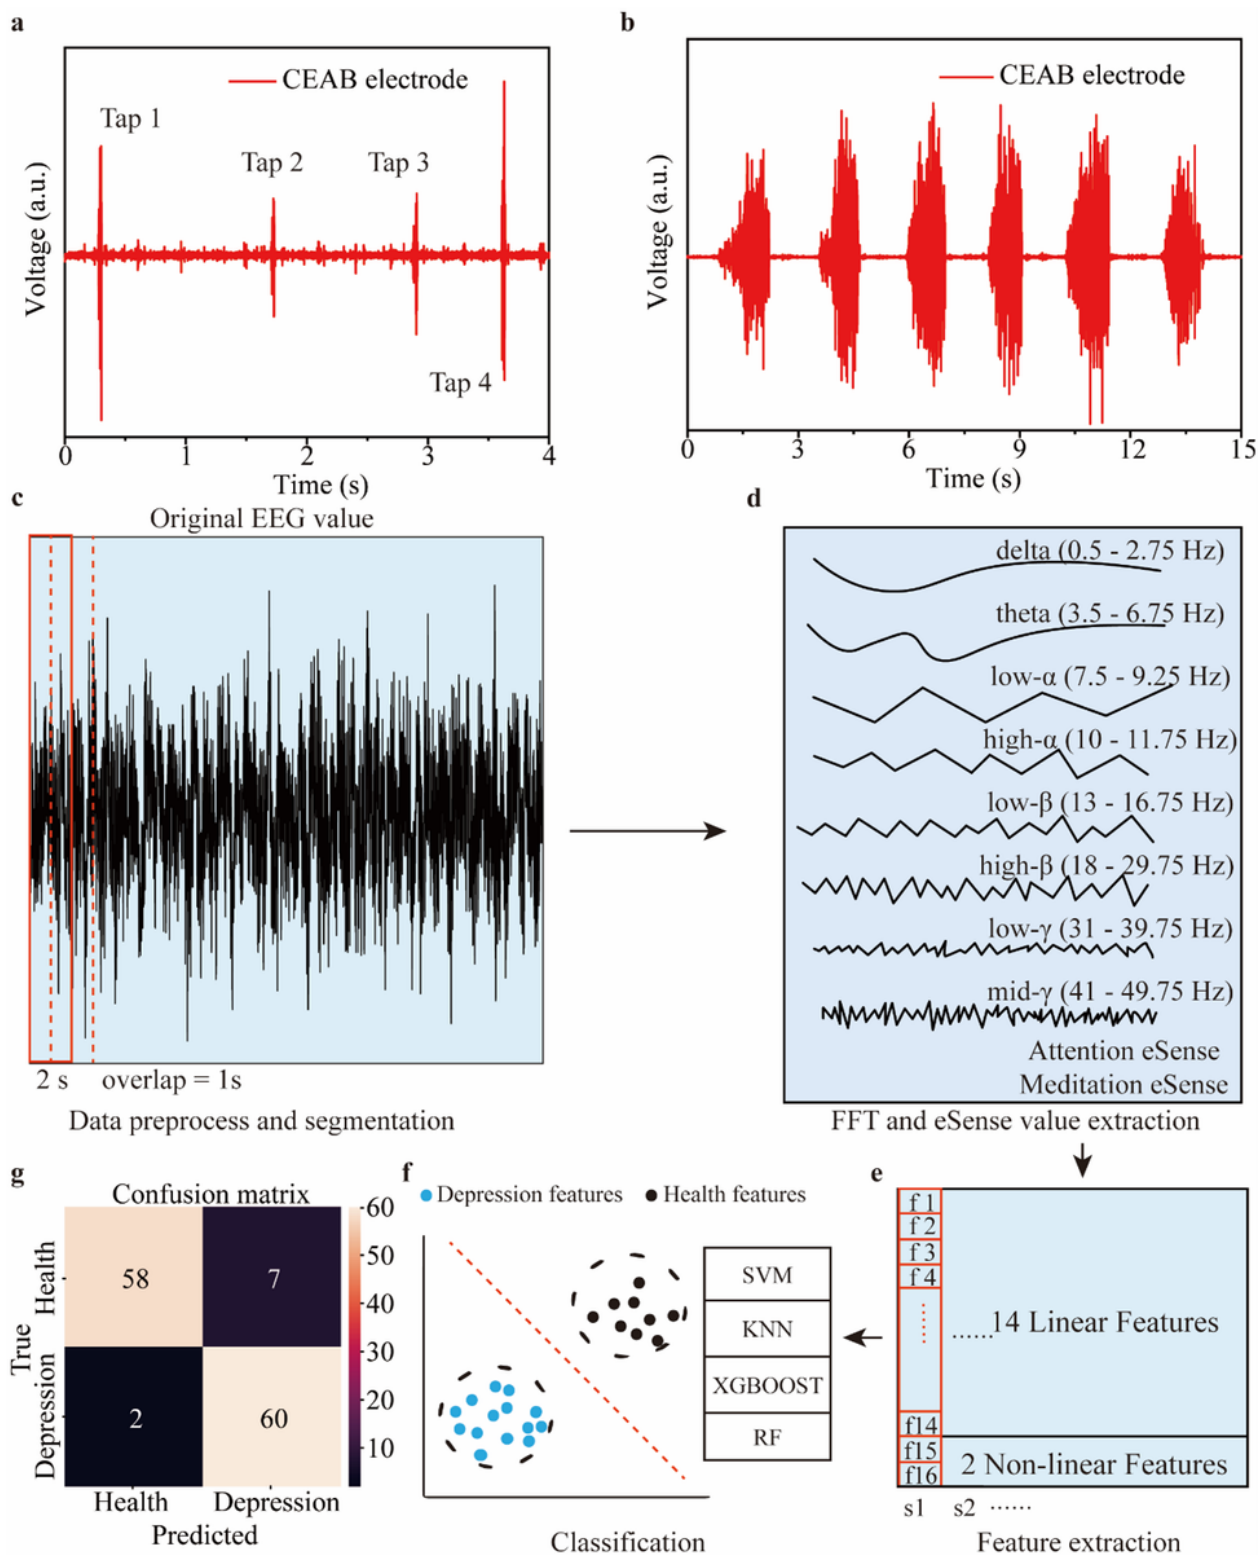 a
CEAB electrode
Tap 1
Tap 2
Tap 3
Tap 4
Voltage (a.u.)
0 1 2 3 4
Time (s)
b
CEAB electrode
Voltage (a.u.)
0 3 6 9 12 15
Time (s)
c
Original EEG value
2 s overlap = 1s
Data preprocess and segmentation
d
delta (0.5 - 2.75 Hz)
theta (3.5 - 6.75 Hz)
low-α (7.5 - 9.25 Hz)
high-α (10 - 11.75 Hz)
low-β (13 - 16.75 Hz)
high-β (18 - 29.75 Hz)
low-γ (31 - 39.75 Hz)
mid-γ (41 - 49.75 Hz)
Attention eSense
Meditation eSense
FFT and eSense value extraction
g
Confusion matrix
True
Health
Depression
58 7
2 60
60
50
40
30
20
10
Health Depression
Predicted
f
Depression features
Health features
SVM
KNN
XGBOOST
RF
Classification
e
f 1
f 2
f 3
f 4
......
f14
f15
f16
......14 Linear Features
2 Non-linear Features
s1 s2 ......
Feature extraction